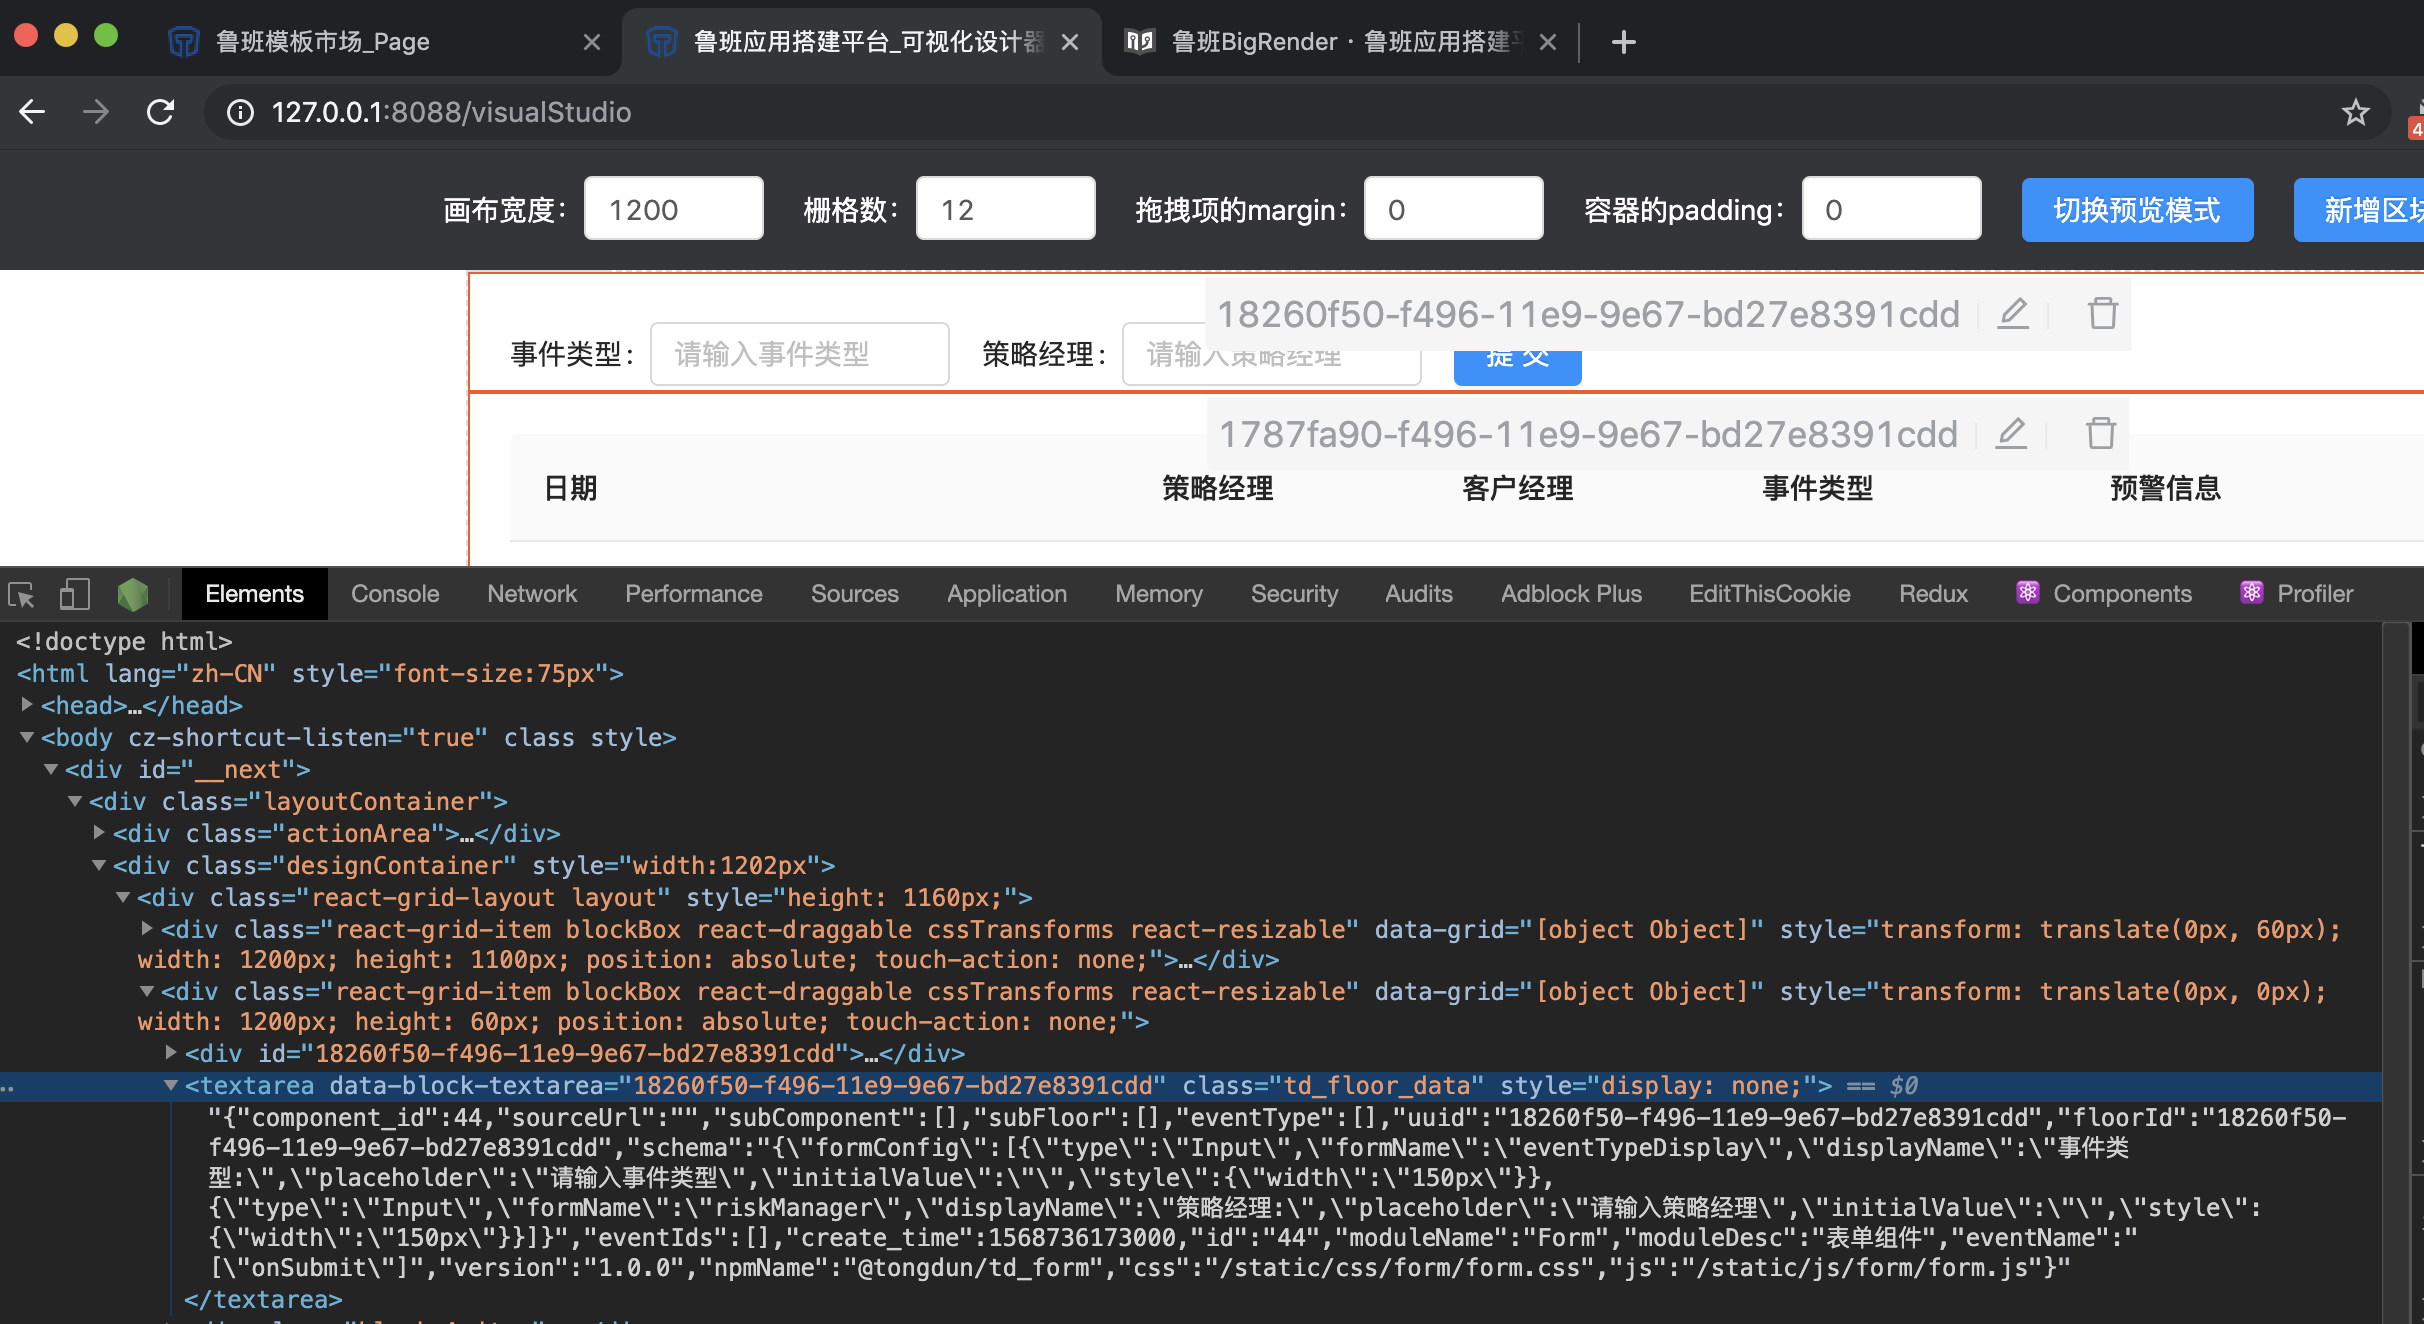 鲁班模板市场_Page
鲁班应用搭建平台_可视化设计器
鲁班BigRender · 鲁班应用搭建
127.0.0.1:8088/visualStudio
4
画布宽度: 1200 栅格数: 12 拖拽项的margin: 0 容器的padding: 0 切换预览模式 新增区
18260f50-f496-11e9-9e67-bd27e8391cdd
事件类型: 请输入事件类型 策略经理: 请输入策略经理 提 交
1787fa90-f496-11e9-9e67-bd27e8391cdd
日期 策略经理 客户经理 事件类型 预警信息
Elements Console Network Performance Sources Application Memory Security Audits Adblock Plus EditThisCookie Redux Components Profiler
<!doctype html>
<html lang="zh-CN" style="font-size:75px">
<head>…</head>
<body cz-shortcut-listen="true" class style>
<div id="__next">
<div class="layoutContainer">
<div class="actionArea">…</div>
<div class="designContainer" style="width:1202px">
<div class="react-grid-layout layout" style="height: 1160px;">
<div class="react-grid-item blockBox react-draggable cssTransforms react-resizable" data-grid="[object Object]" style="transform: translate(0px, 60px);
width: 1200px; height: 1100px; position: absolute; touch-action: none;">…</div>
<div class="react-grid-item blockBox react-draggable cssTransforms react-resizable" data-grid="[object Object]" style="transform: translate(0px, 0px);
width: 1200px; height: 60px; position: absolute; touch-action: none;">
<div id="18260f50-f496-11e9-9e67-bd27e8391cdd">…</div>
<textarea data-block-textarea="18260f50-f496-11e9-9e67-bd27e8391cdd" class="td_floor_data" style="display: none;"> == $0
"{"component_id":44,"sourceUrl":"","subComponent":[],"subFloor":[],"eventType":[],"uuid":"18260f50-f496-11e9-9e67-bd27e8391cdd","floorId":"18260f50-
f496-11e9-9e67-bd27e8391cdd","schema":"{\"formConfig\":[{\"type\":\"Input\",\"formName\":\"eventTypeDisplay\",\"displayName\":\"事件类
型:\",\"placeholder\":\"请输入事件类型\",\"initialValue\":\"\",\"style\":{\"width\":\"150px\"}},
{\"type\":\"Input\",\"formName\":\"riskManager\",\"displayName\":\"策略经理:\",\"placeholder\":\"请输入策略经理\",\"initialValue\":\"\",\"style\":
{\"width\":\"150px\"}}]}","eventIds":[],"create_time":1568736173000,"id":"44","moduleName":"Form","moduleDesc":"表单组件","eventName":"
[\"onSubmit\"]","version":"1.0.0","npmName":"@tongdun/td_form","css":"/static/css/form/form.css","js":"/static/js/form/form.js"}"
</textarea>